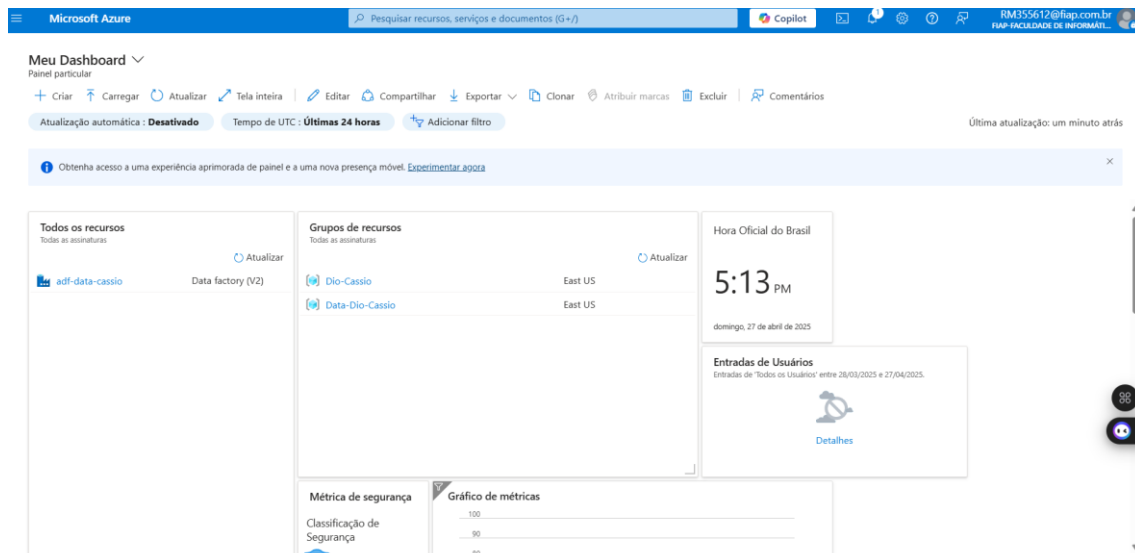 Microsoft Azure
Pesquisar recursos, serviços e documentos (G+/)
Copilot
1
RM355612@fiap.com.br
FIAP-FACULDADE DE INFORMÁTI...
Meu Dashboard
Painel particular
Criar Carregar Atualizar Tela inteira Editar Compartilhar Exportar Clonar Atribuir marcas Excluir Comentários
Atualização automática : Desativado Tempo de UTC : Últimas 24 horas Adicionar filtro Última atualização: um minuto atrás
Obtenha acesso a uma experiência aprimorada de painel e a uma nova presença móvel. Experimentar agora
Todos os recursos
Todas as assinaturas
Atualizar
adf-data-cassio Data factory (V2)
Grupos de recursos
Todas as assinaturas
Atualizar
Dio-Cassio East US
Data-Dio-Cassio East US
Hora Oficial do Brasil
5:13 PM
domingo, 27 de abril de 2025
Entradas de Usuários
Entradas de 'Todos os Usuários' entre 28/03/2025 e 27/04/2025.
Detalhes
Métrica de segurança
Classificação de
Segurança
Gráfico de métricas
100
90